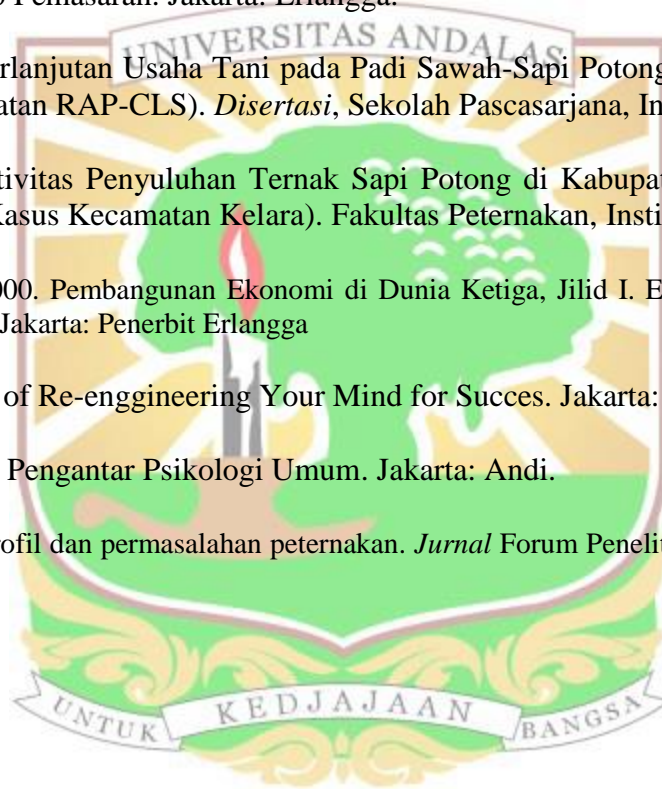 Pemasaran. Jakarta: Erlangga.
UNIVERSITAS ANDALAS
rlanjutan Usaha Tani pada Padi Sawah-Sapi Potong
atan RAP-CLS). Disertasi, Sekolah Pascasarjana, In
tivitas Penyuluhan Ternak Sapi Potong di Kabupat
Kasus Kecamatan Kelara). Fakultas Peternakan, Insti
000. Pembangunan Ekonomi di Dunia Ketiga, Jilid I. E
Jakarta: Penerbit Erlangga
of Re-enggineering Your Mind for Succes. Jakarta:
Pengantar Psikologi Umum. Jakarta: Andi.
rofil dan permasalahan peternakan. Jurnal Forum Penelit
UNTUK KEDJAJAAN BANGSA